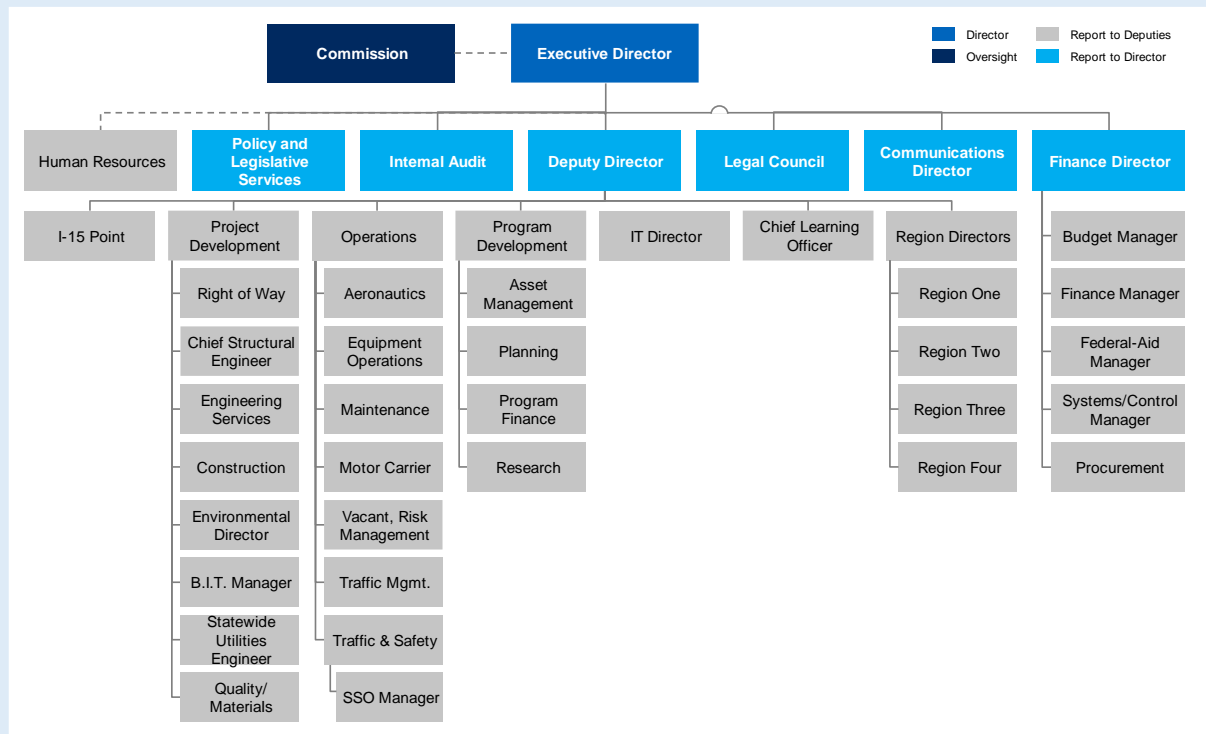 Commission
Executive Director
Director
Report to Deputies
Oversight
Report to Director
Human Resources
Policy and
Legislative
Services
Internal Audit
Deputy Director
Legal Council
Communications
Director
Finance Director
I-15 Point
Project
Development
Operations
Program
Development
IT Director
Chief Learning
Officer
Region Directors
Budget Manager
Right of Way
Chief Structural
Engineer
Engineering
Services
Construction
Environmental
Director
B.I.T. Manager
Statewide
Utilities
Engineer
Quality/
Materials
Aeronautics
Equipment
Operations
Maintenance
Motor Carrier
Vacant, Risk
Management
Traffic Mgmt.
Traffic & Safety
SSO Manager
Asset
Management
Planning
Program
Finance
Research
Region One
Region Two
Region Three
Region Four
Finance Manager
Federal-Aid
Manager
Systems/Control
Manager
Procurement